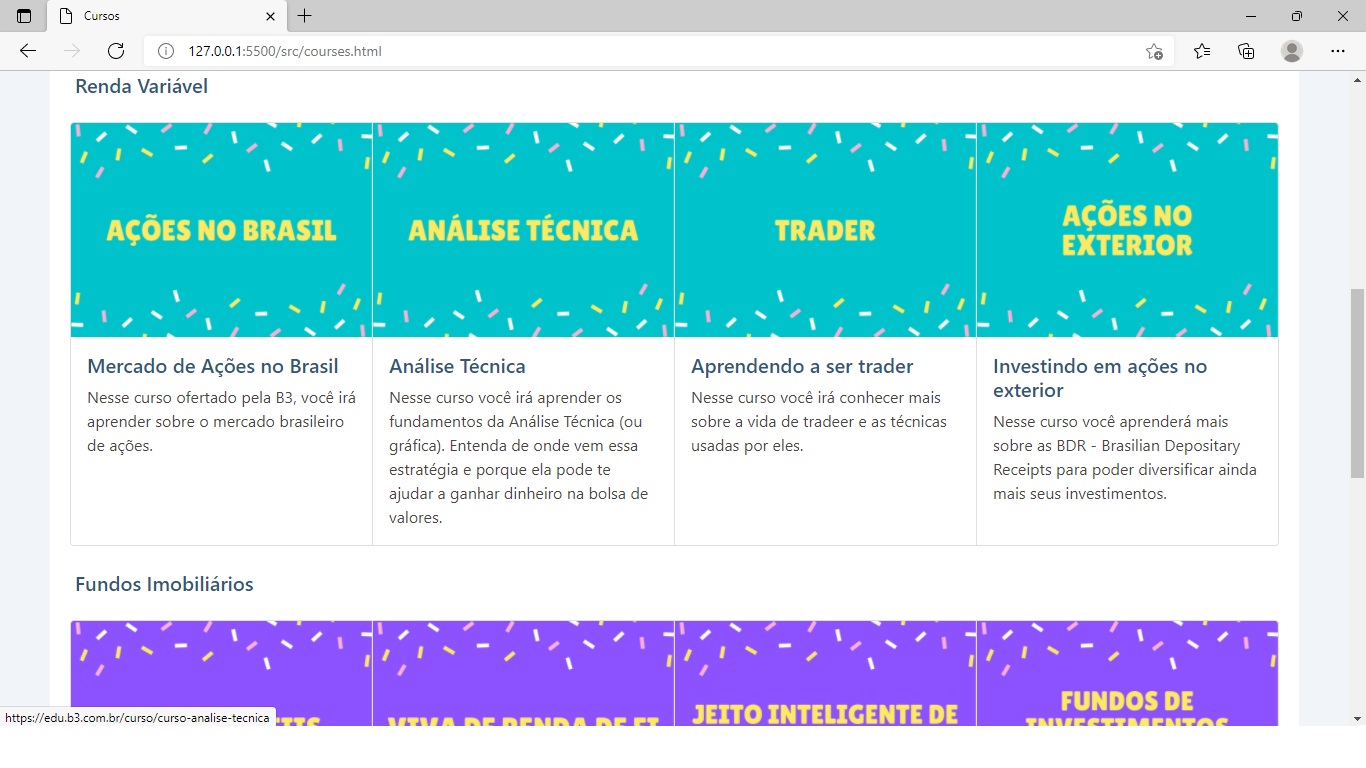 Cursos
127.0.0.1:5500/src/courses.html
Renda Variável
AÇÕES NO BRASIL
ANÁLISE TÉCNICA
TRADER
AÇÕES NO
EXTERIOR
Mercado de Ações no Brasil
Nesse curso ofertado pela B3, você irá
aprender sobre o mercado brasileiro
de ações.
Análise Técnica
Nesse curso você irá aprender os
fundamentos da Análise Técnica (ou
gráfica). Entenda de onde vem essa
estratégia e porque ela pode te
ajudar a ganhar dinheiro na bolsa de
valores.
Aprendendo a ser trader
Nesse curso você irá conhecer mais
sobre a vida de tradeer e as técnicas
usadas por eles.
Investindo em ações no
exterior
Nesse curso você aprenderá mais
sobre as BDR - Brasilian Depositary
Receipts para poder diversificar ainda
mais seus investimentos.
Fundos Imobiliários
VIVA DE RENDA DE FI
JEITO INTELIGENTE DE
FUNDOS DE
INVESTIMENTOS
https://edu.b3.com.br/curso/curso-analise-tecnica